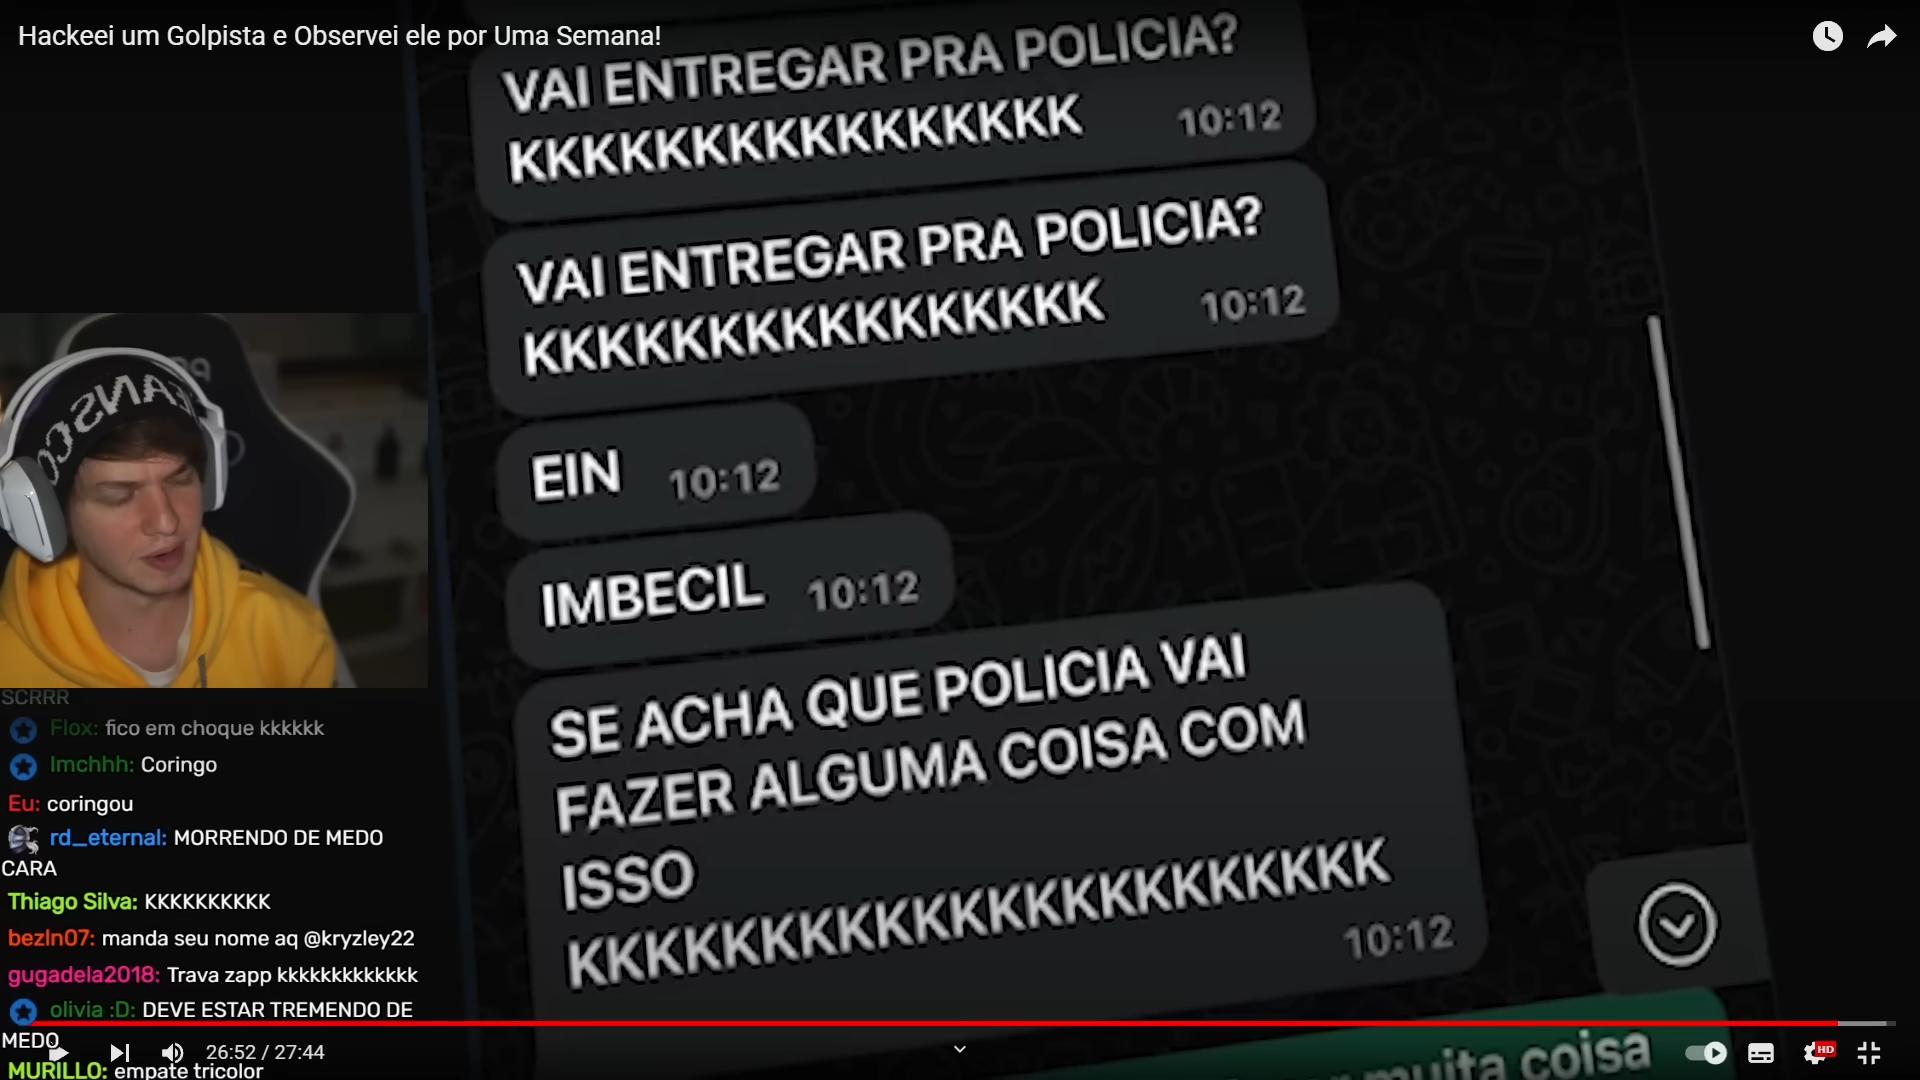 Hackeei um Golpista e Observei ele por Uma Semana!
VAI ENTREGAR PRA POLICIA?
KKKKKKKKKKKKKKKK 10:12
VAI ENTREGAR PRA POLICIA?
KKKKKKKKKKKKKKKK 10:12
EIN 10:12
IMBECIL 10:12
SE ACHA QUE POLICIA VAI
FAZER ALGUMA COISA COM
ISSO
KKKKKKKKKKKKKKKKKKKKK
10:12
muita coisa
SCRRR
Flox: fico em choque kkkkkk
Imchhh: Coringo
Eu: coringou
rd_eternal: MORRENDO DE MEDO
CARA
Thiago Silva: KKKKKKKKKK
bezln07: manda seu nome aq @kryzley22
gugadela2018: Trava zapp kkkkkkkkkkkkk
olivia :D: DEVE ESTAR TREMENDO DE
MEDO
MURILLO: empate tricolor
26:52 / 27:44
HD